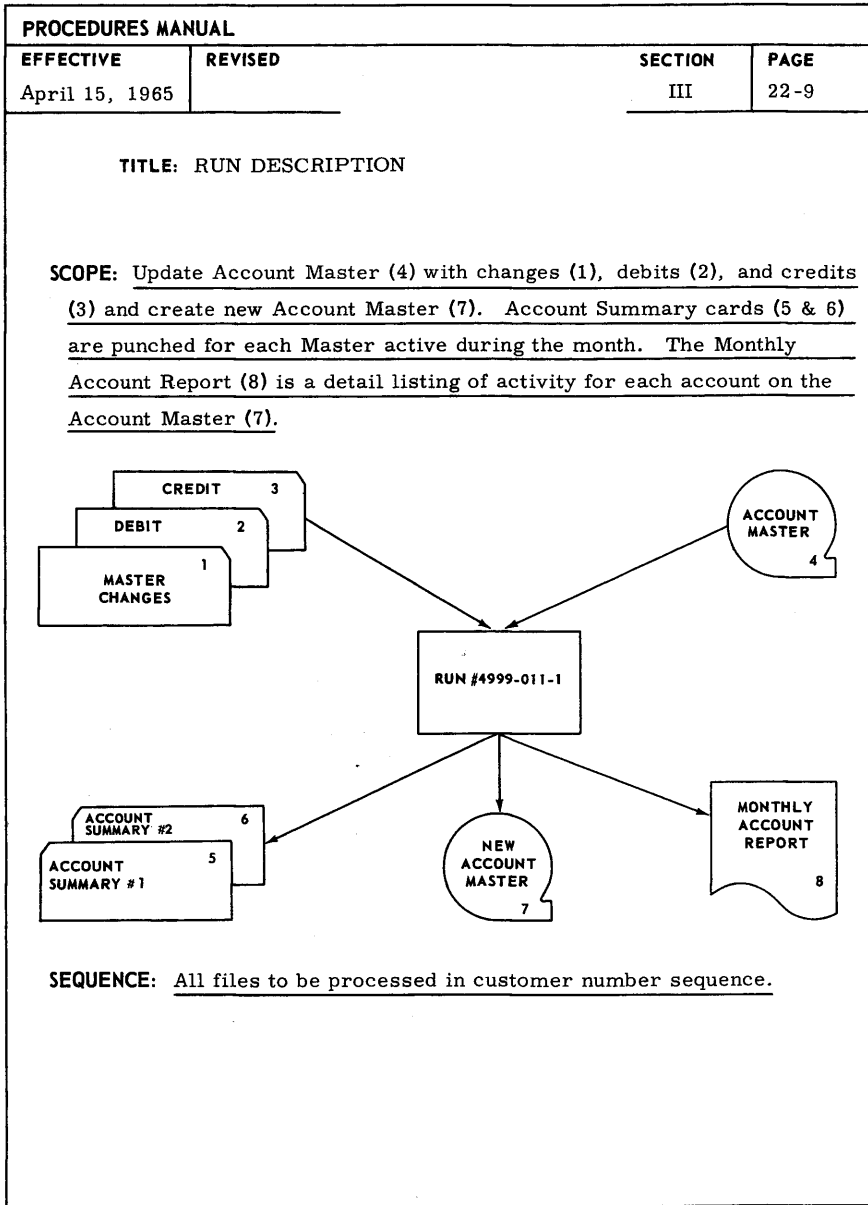 PROCEDURES MANUAL
EFFECTIVE REVISED SECTION PAGE
April 15, 1965 III 22-9
TITLE: RUN DESCRIPTION
SCOPE: Update Account Master (4) with changes (1), debits (2), and credits
(3) and create new Account Master (7). Account Summary cards (5 & 6)
are punched for each Master active during the month. The Monthly
Account Report (8) is a detail listing of activity for each account on the
Account Master (7).
CREDIT 3
DEBIT 2
1
MASTER
CHANGES
ACCOUNT
MASTER
4
RUN #4999-011-1
ACCOUNT 6
SUMMARY #2
ACCOUNT 5
SUMMARY #1
NEW
ACCOUNT
MASTER
7
MONTHLY
ACCOUNT
REPORT
8
SEQUENCE: All files to be processed in customer number sequence.